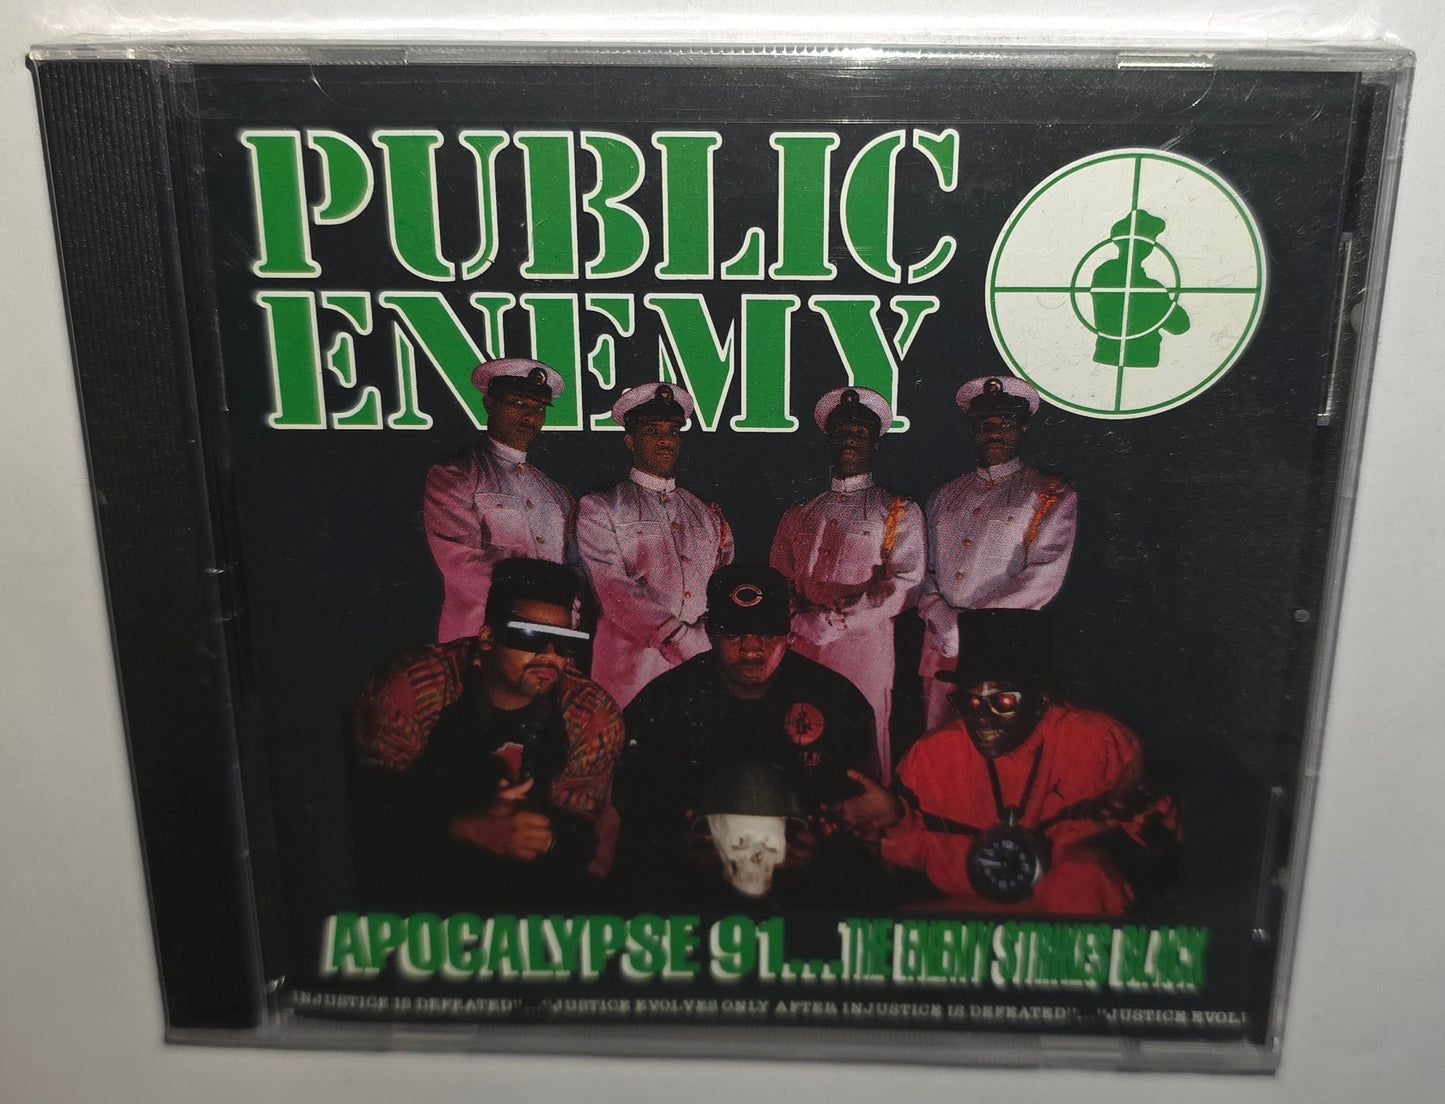 PUBLIC
ENEMY
APOCALYPSE 91....THE ENEMY STRIKES BLACK
INJUSTICE IS DEFEATED"..."JUSTICE EVOLVES ONLY AFTER INJUSTICE IS DEFEATED"..."JUSTICE EVOL